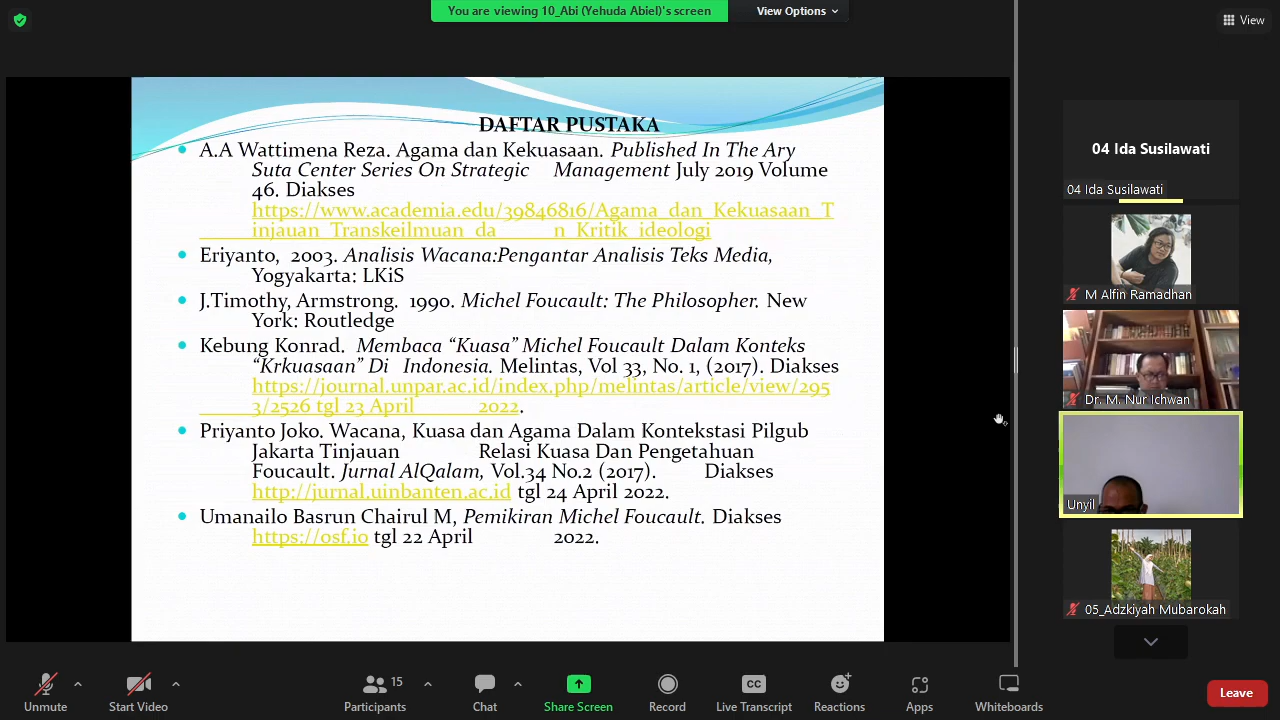 You are viewing 10_Abi (Yehuda Abiel)'s screen
View Options
View
DAFTAR PUSTAKA
A.A Wattimena Reza. Agama dan Kekuasaan. Published In The Ary
Suta Center Series On Strategic Management July 2019 Volume
46. Diakses
https://www.academia.edu/39846816/Agama_dan_Kekuasaan_T
injauan_Transkeilmuan_da n_Kritik_ideologi
Eriyanto, 2003. Analisis Wacana:Pengantar Analisis Teks Media,
Yogyakarta: LKiS
J.Timothy, Armstrong. 1990. Michel Foucault: The Philosopher. New
York: Routledge
Kebung Konrad. Membaca “Kuasa” Michel Foucault Dalam Konteks
“Krkuasaan” Di Indonesia. Melintas, Vol 33, No. 1, (2017). Diakses
https://journal.unpar.ac.id/index.php/melintas/article/view/295
3/2526 tgl 23 April 2022.
Priyanto Joko. Wacana, Kuasa dan Agama Dalam Kontekstasi Pilgub
Jakarta Tinjauan Relasi Kuasa Dan Pengetahuan
Foucault. Jurnal AlQalam, Vol.34 No.2 (2017). Diakses
http://jurnal.uinbanten.ac.id tgl 24 April 2022.
Umanailo Basrun Chairul M, Pemikiran Michel Foucault. Diakses
https://osf.io tgl 22 April 2022.
04 Ida Susilawati
04 Ida Susilawati
M Alfin Ramadhan
Dr. M. Nur Ichwan
Unyil
05_Adzkiyah Mubarokah
Unmute
Start Video
15
Participants
Chat
Share Screen
Record
CC
Live Transcript
Reactions
Apps
Whiteboards
Leave